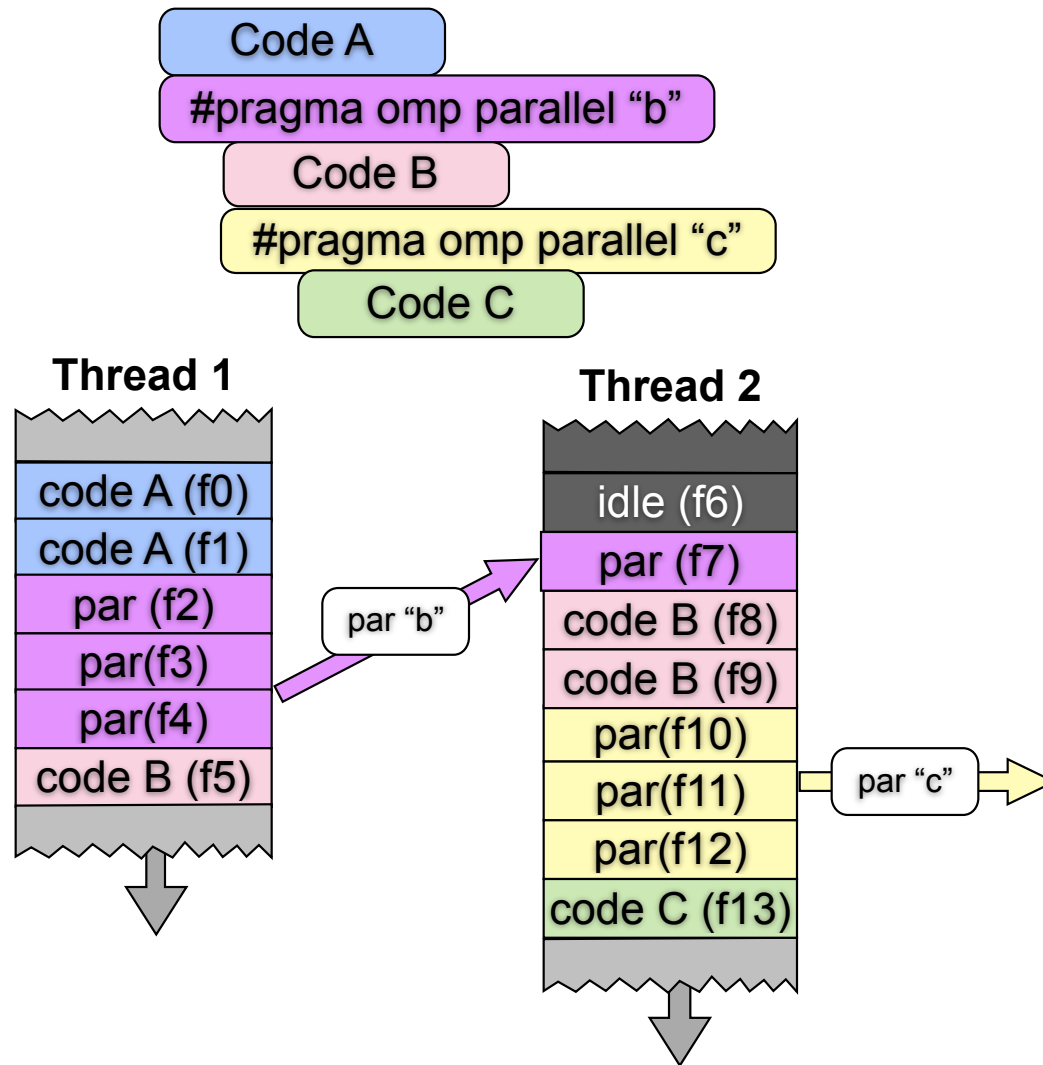 Code A
#pragma omp parallel “b”
Code B
#pragma omp parallel “c”
Code C
Thread 1
code A (f0)
code A (f1)
par (f2)
par(f3)
par(f4)
code B (f5)
par “b”
Thread 2
idle (f6)
par (f7)
code B (f8)
code B (f9)
par(f10)
par(f11)
par(f12)
code C (f13)
par “c”